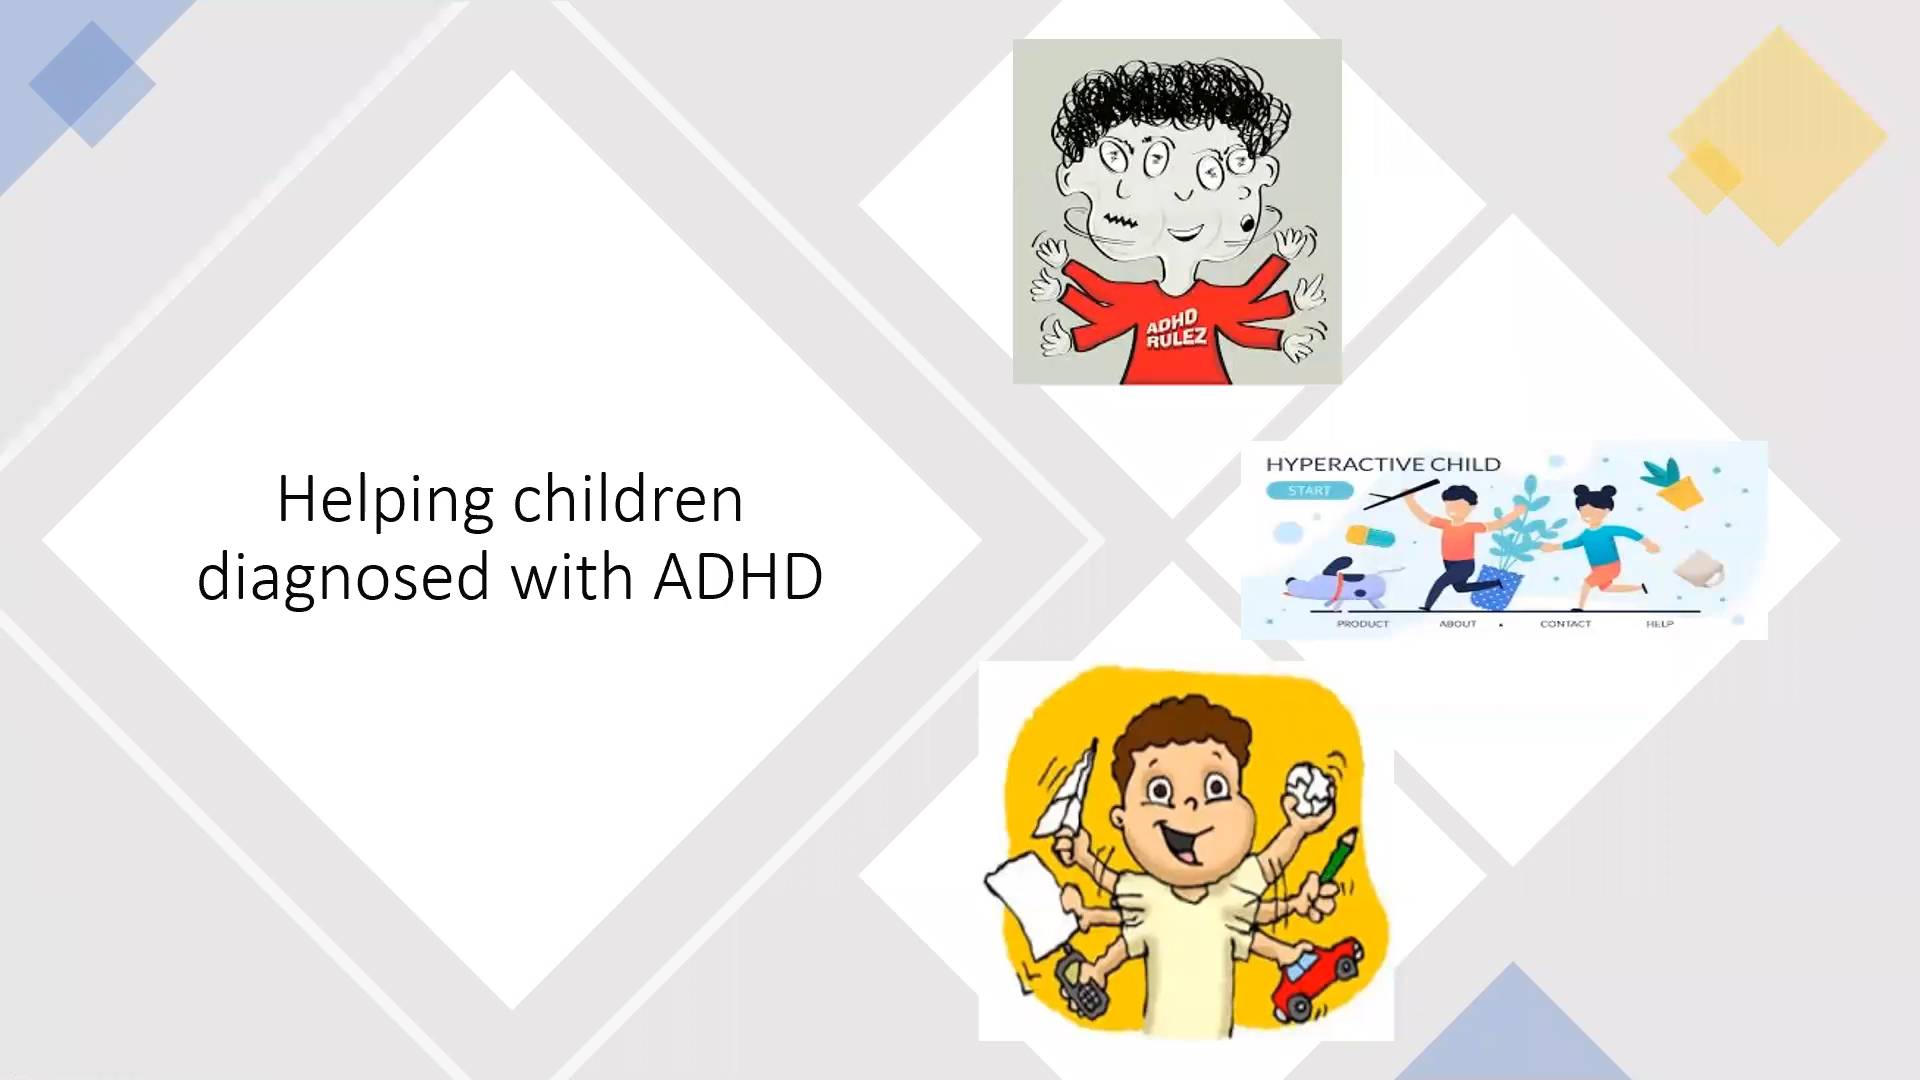 Helping children
diagnosed with ADHD
ADHD
RULEZ
HYPERACTIVE CHILD
START
PRODUCT ABOUT CONTACT HELP